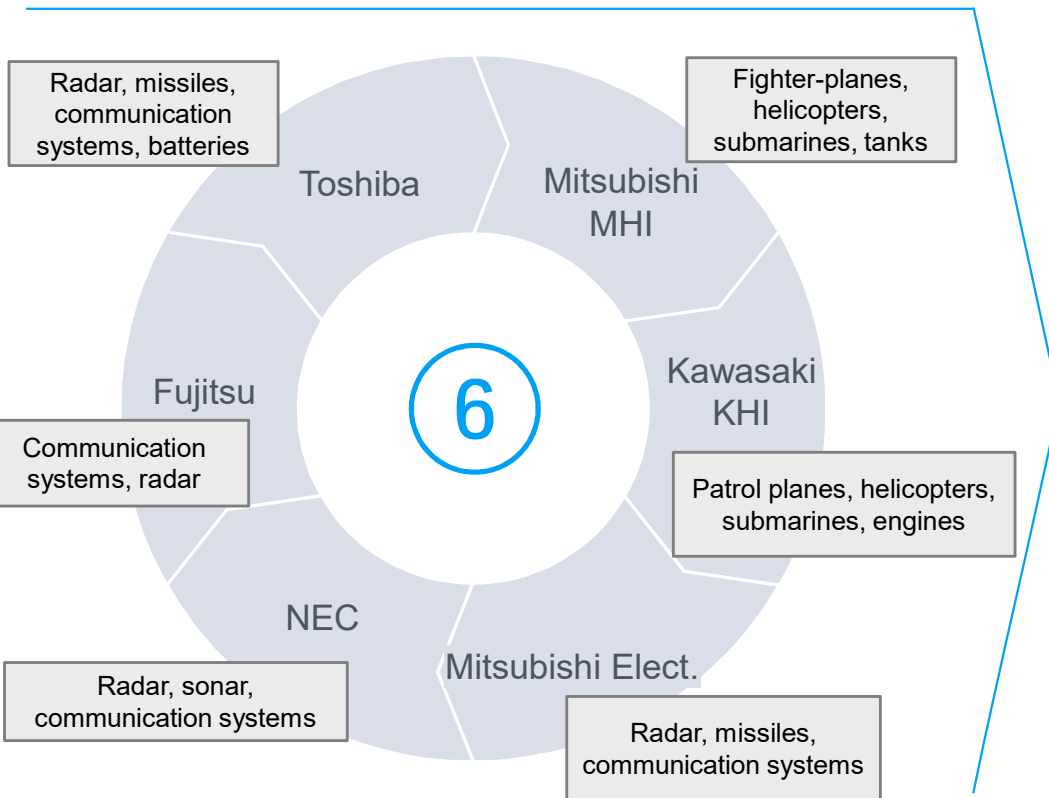 Radar, missiles,
communication
systems, batteries
Fighter-planes,
helicopters,
submarines, tanks
Toshiba
Mitsubishi
MHI
Fujitsu
6
Kawasaki
KHI
Communication
systems, radar
Patrol planes, helicopters,
submarines, engines
NEC
Mitsubishi Elect.
Radar, sonar,
communication systems
Radar, missiles,
communication systems